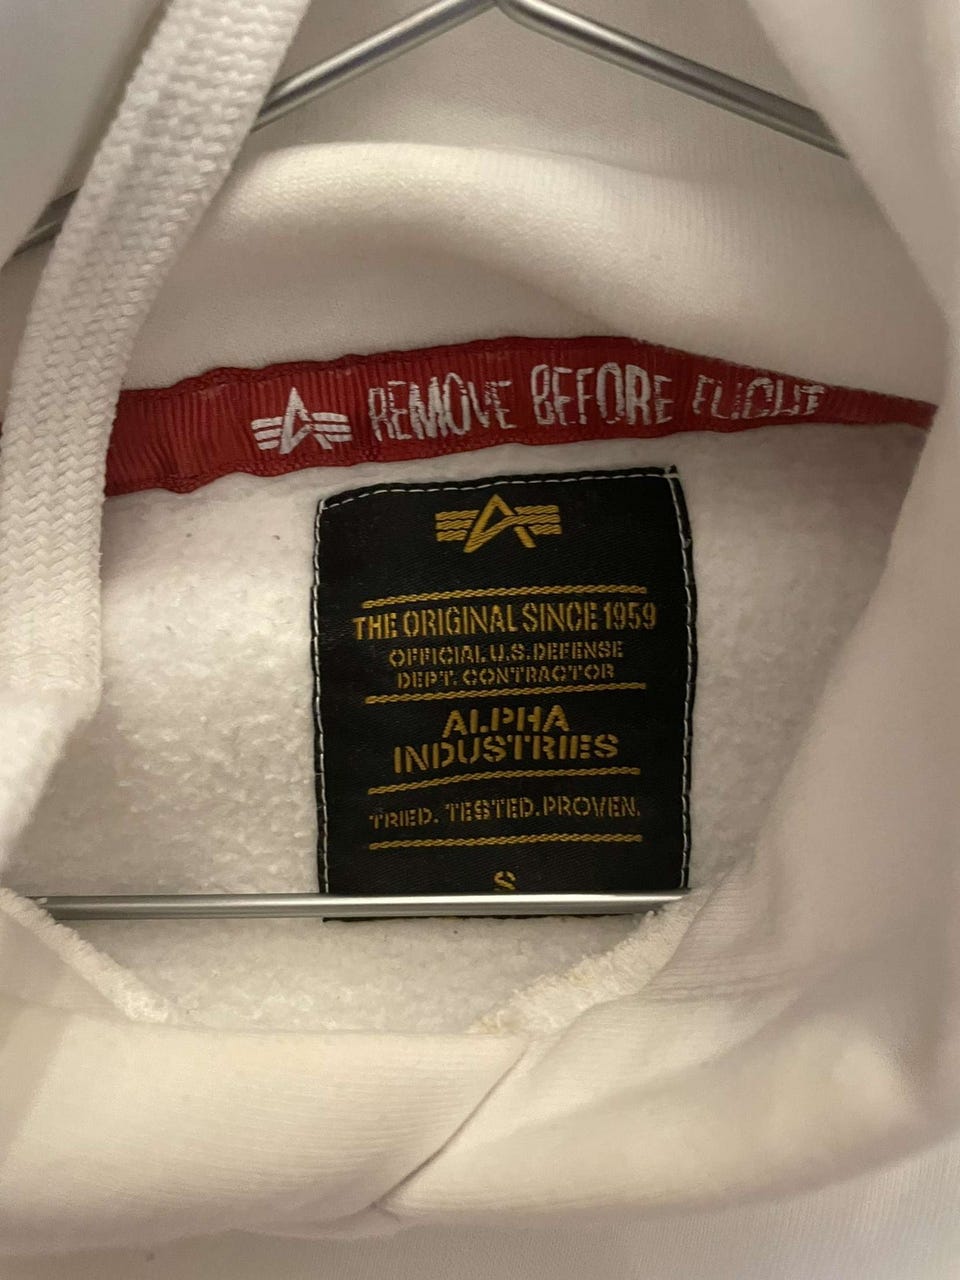 REMOVE BEFORE FLIGHT
THE ORIGINAL SINCE 1959
OFFICIAL U.S. DEFENSE
DEPT. CONTRACTOR
ALPHA
INDUSTRIES
TRIED. TESTED. PROVEN.
S